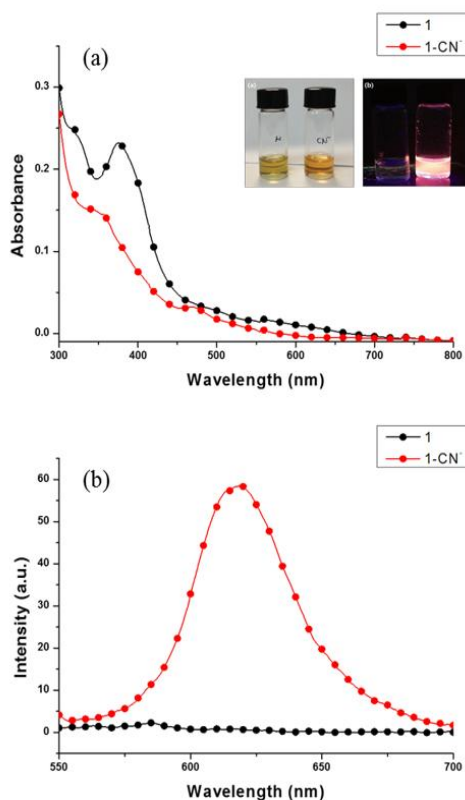 1
1-CN⁻
(a)
(a)
(b)
CN⁻
0.3
0.2
0.1
0.0
Absorbance
300 400 500 600 700 800
Wavelength (nm)
1
1-CN⁻
(b)
60
50
40
30
20
10
0
Intensity (a.u.)
550 600 650 700
Wavelength (nm)